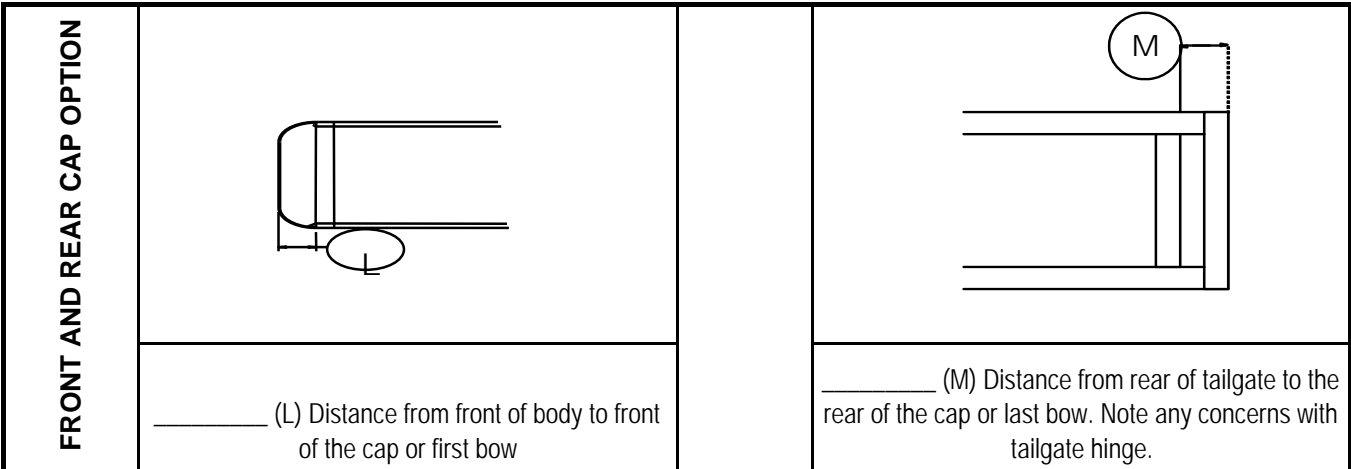 FRONT AND REAR CAP OPTION
L
_________ (L) Distance from front of body to front
of the cap or first bow
M
_________ (M) Distance from rear of tailgate to the
rear of the cap or last bow. Note any concerns with
tailgate hinge.